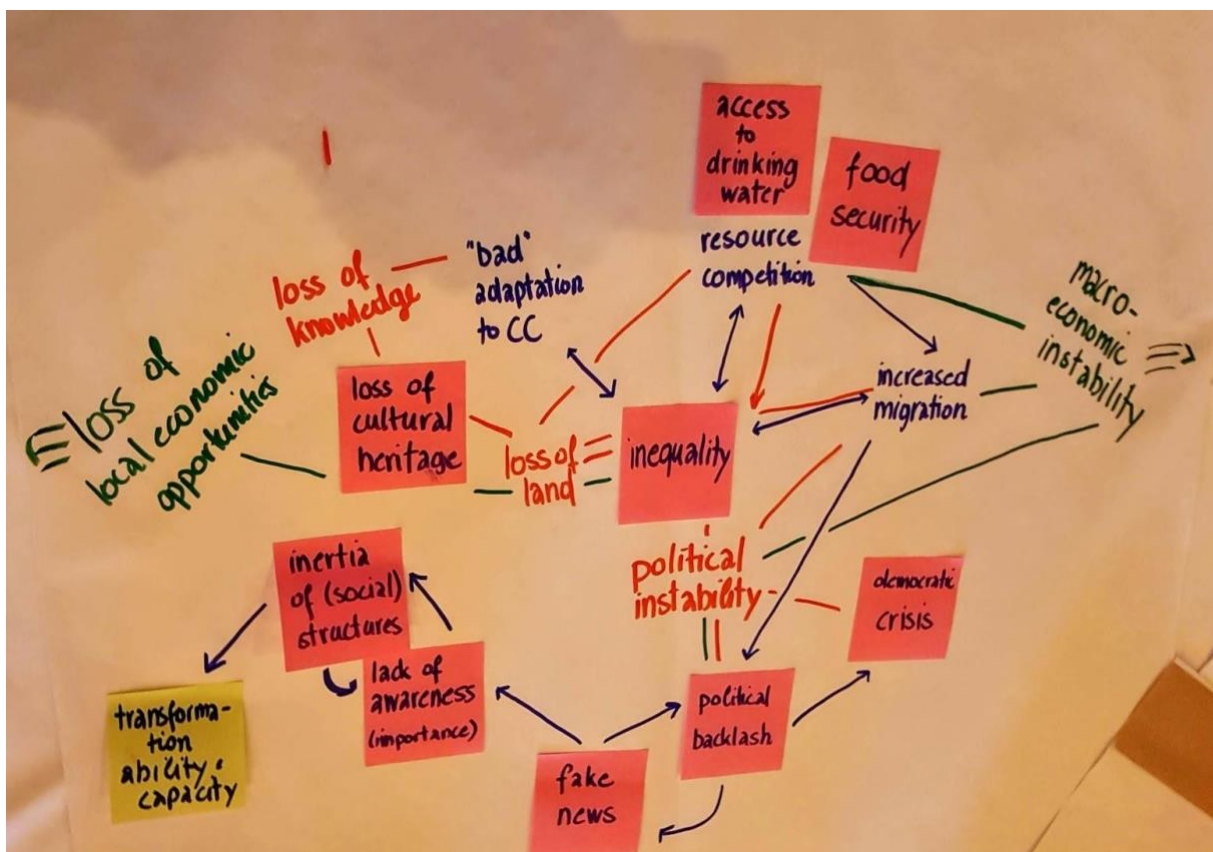 access
to
drinking
water
food
security
resource
competition
"bad"
adaptation
to CC
loss of
knowledge
macro-
economic
instability
loss of
local economic
opportunities
loss of
cultural
heritage
increased
migration
loss of
land
inequality
inertia
of (social)
structures
political
instability
democratic
crisis
lack of
awareness
(importance)
political
backlash
transforma-
tion
ability
capacity
fake
news